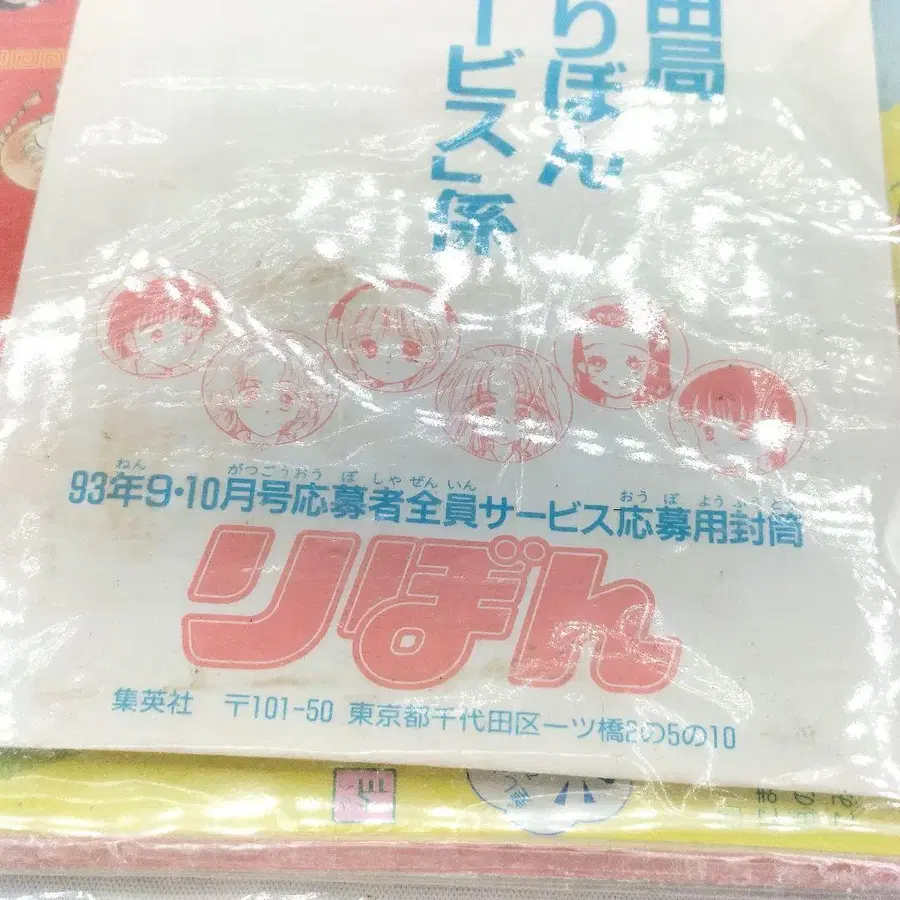 田局
りぼん
ービス」係
93年9・10月号応募者全員サービス応募用封筒
りぼん
集英社 〒101-50 東京都千代田区一ツ橋2の5の10